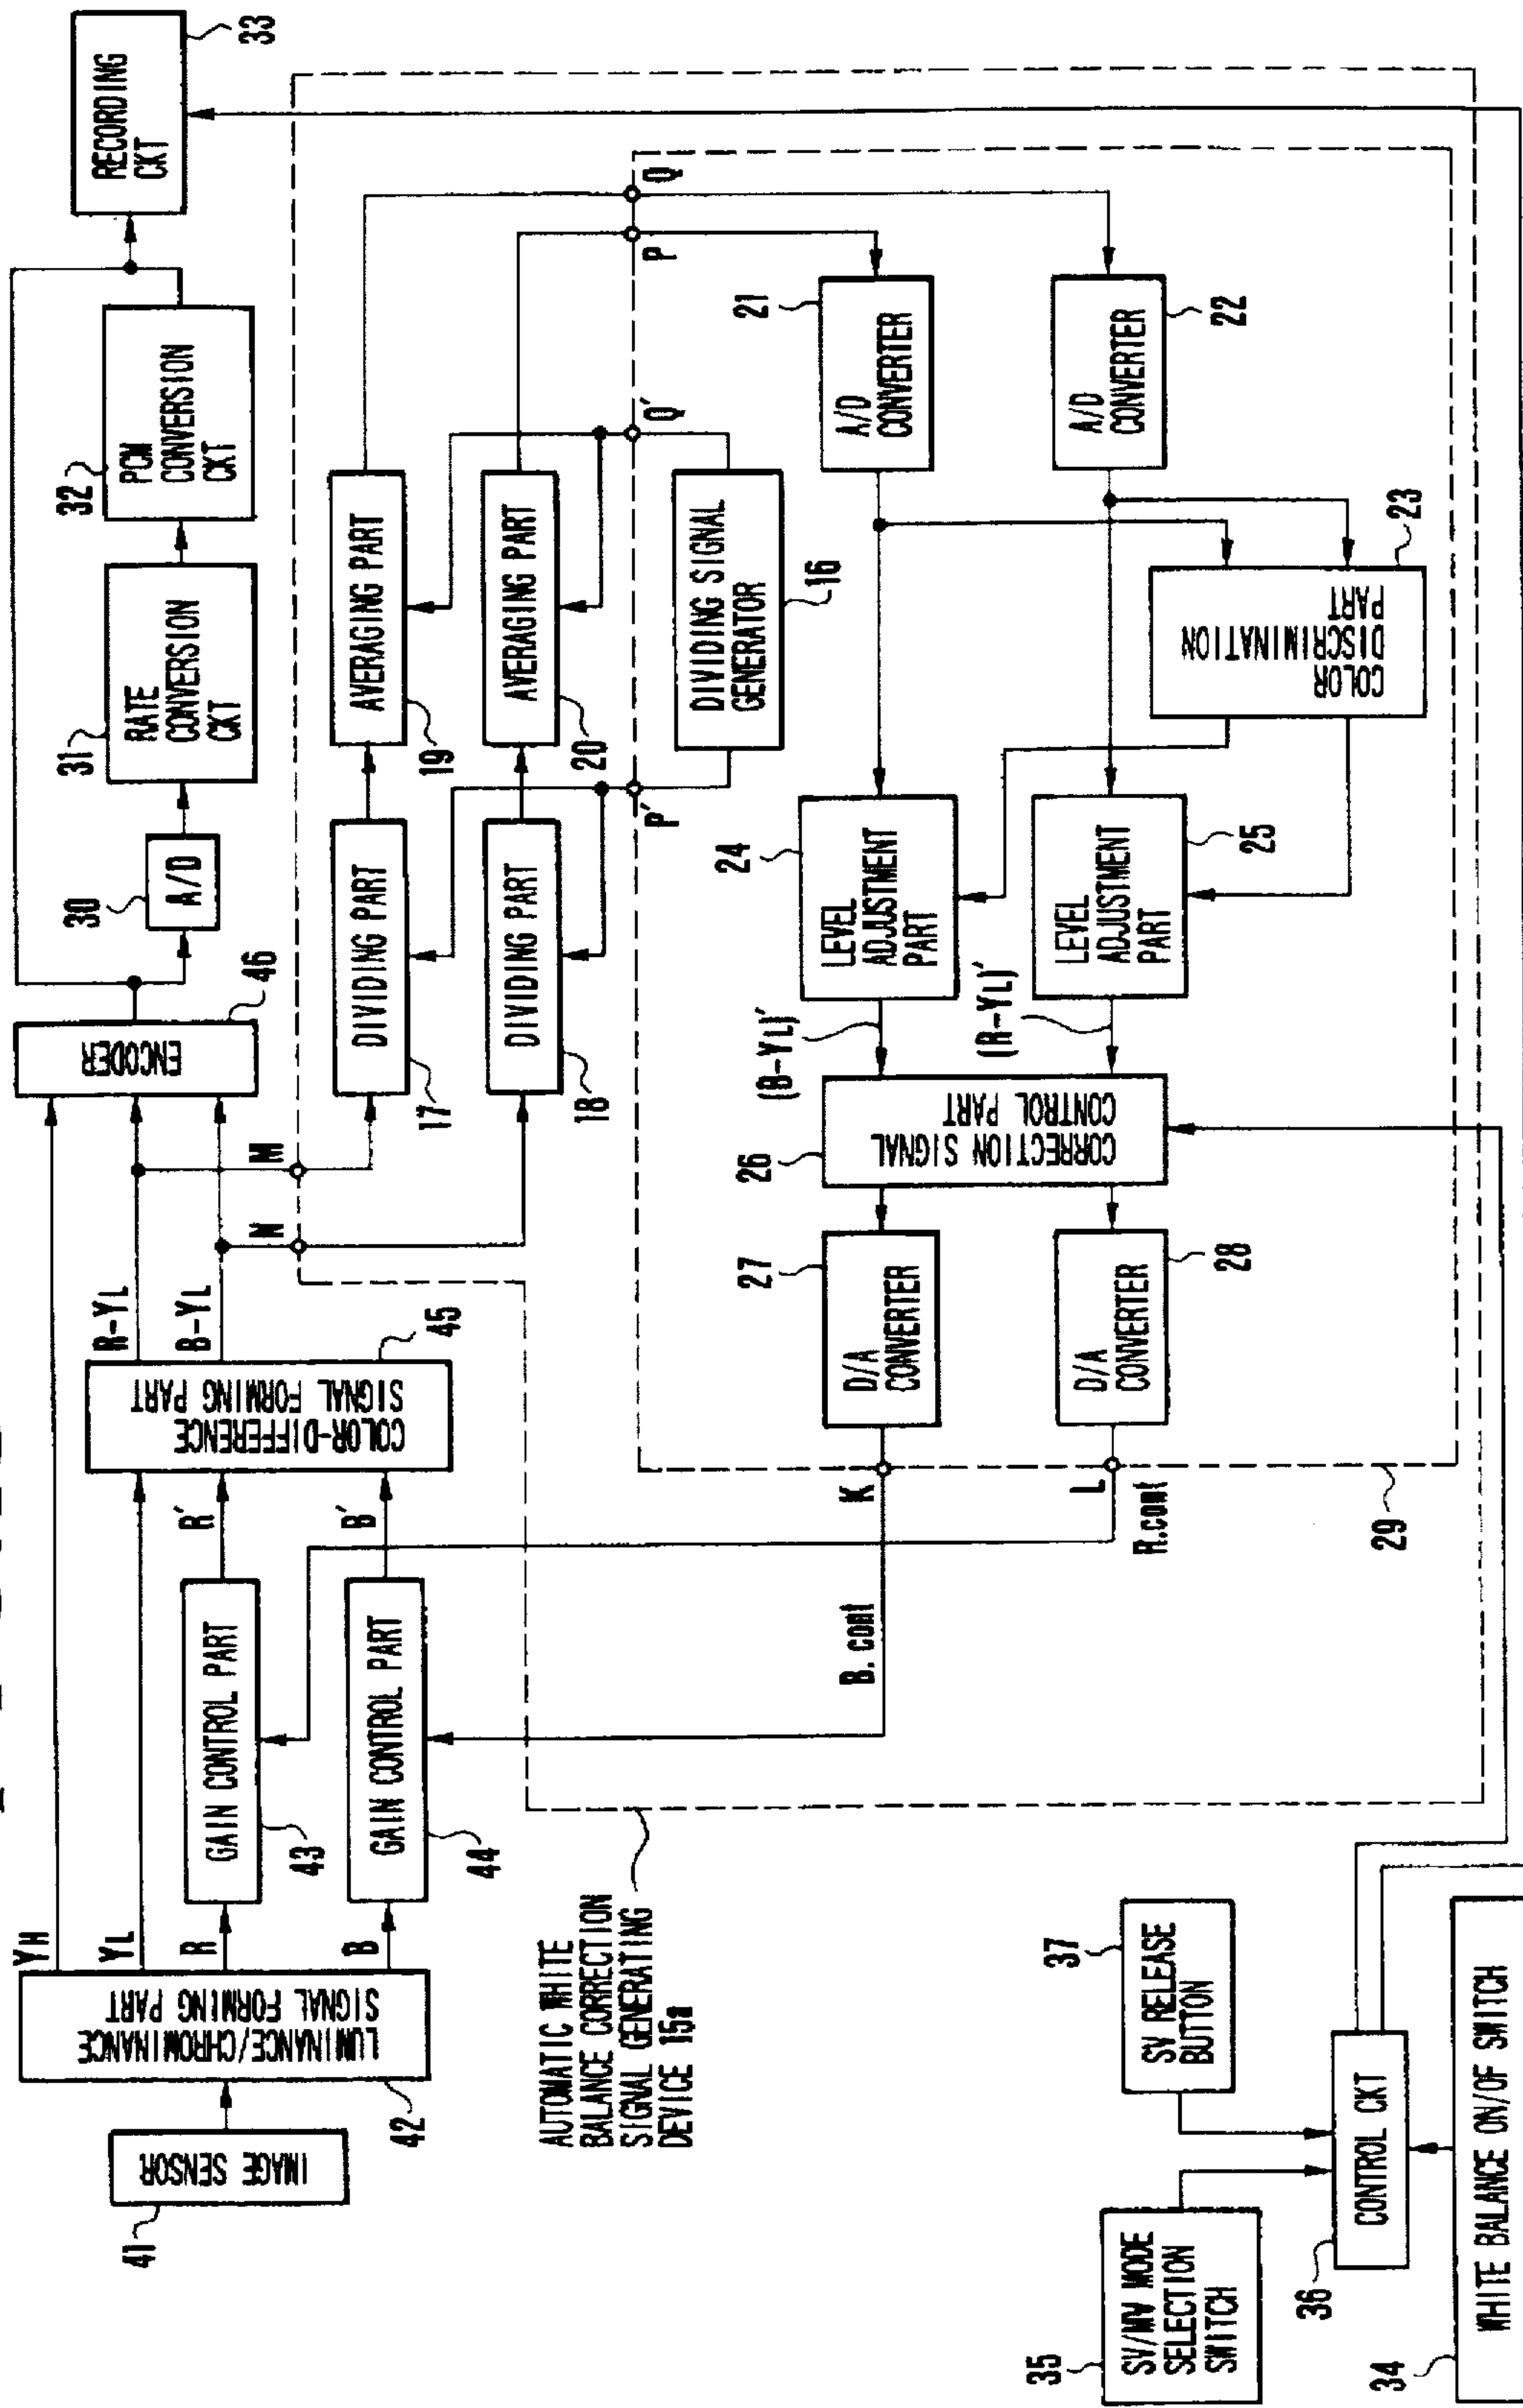 41
IMAGE SENSOR
42
LUMINANCE/CHROMINANCE
SIGNAL FORMING PART
YH
YL
R
B
GAIN CONTROL PART
43
GAIN CONTROL PART
44
R'
B'
COLOR-DIFFERENCE
SIGNAL FORMING PART
45
R-YL
B-YL
N
M
ENCODER
46
30
A/D
31
RATE
CONVERSION
CKT
32
PCM
CONVERSION
CKT
RECORDING
CKT
33
DIVIDING PART
17
DIVIDING PART
18
AVERAGING PART
19
AVERAGING PART
20
P'
Q'
P
Q
DIVIDING SIGNAL
GENERATOR
16
AUTOMATIC WHITE
BALANCE CORRECTION
SIGNAL GENERATING
DEVICE 15a
B.cont
K
L
R.cont
29
27
D/A
CONVERTER
D/A
CONVERTER
28
26
CORRECTION SIGNAL
CONTROL PART
(B-YL)'
(R-YL)'
24
LEVEL
ADJUSTMENT
PART
LEVEL
ADJUSTMENT
PART
25
21
A/D
CONVERTER
A/D
CONVERTER
22
COLOR
DISCRIMINATION
PART
23
35
SV/MV MODE
SELECTION
SWITCH
37
SV RELEASE
BUTTON
36
CONTROL CKT
34
WHITE BALANCE ON/OF SWITCH